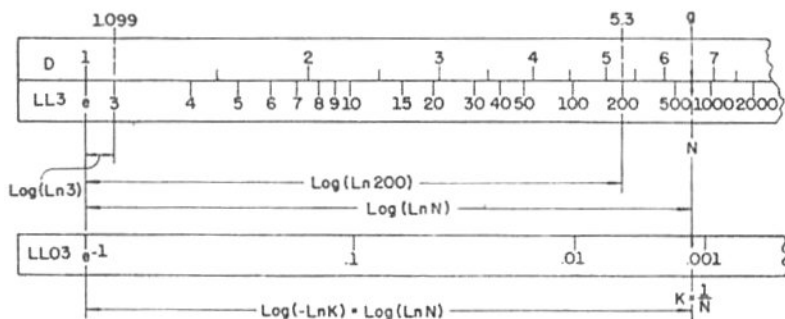 1.099 5.3 q
D 1 2 3 4 5 6 7
LL3 e 3 4 5 6 7 8 9 10 15 20 30 40 50 100 200 500 1000 2000
N
Log(Ln3)
Log(Ln200)
Log(LnN)
LL03 e-1 .1 .01 .001
Log(-LnK) = Log(LnN)
K = 1/N